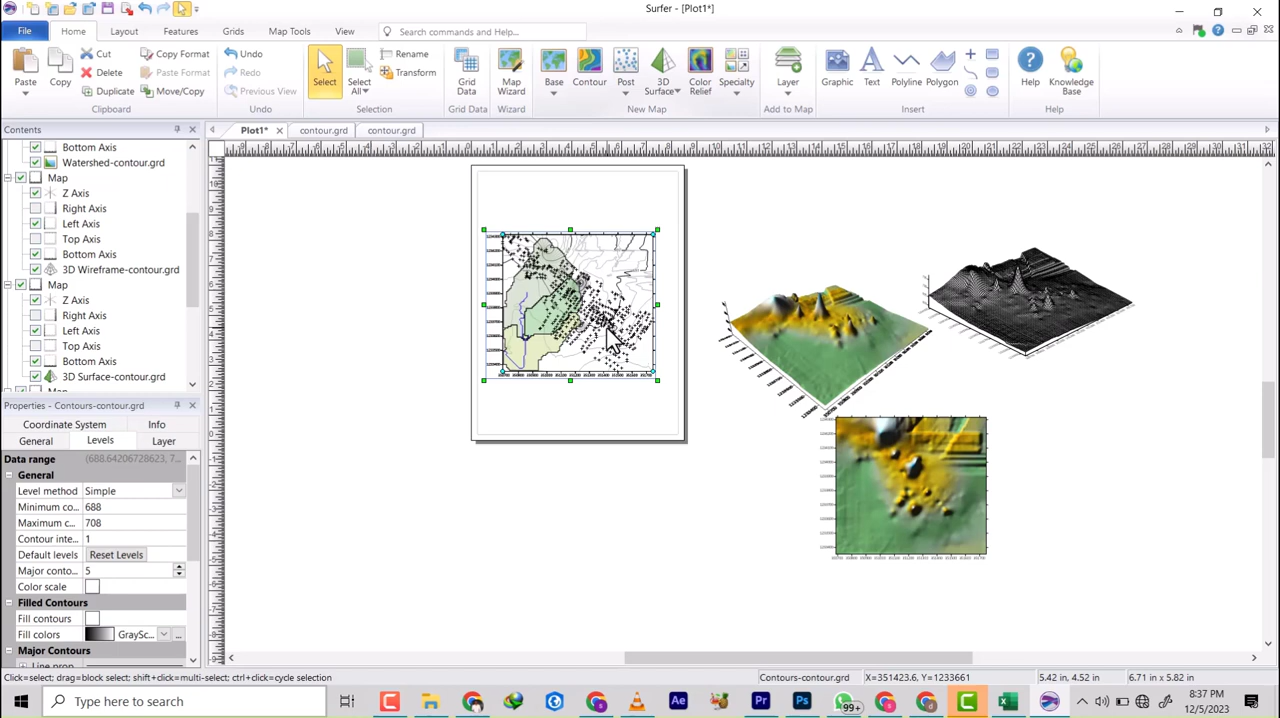 Surfer - [Plot1*]
File Home Layout Features Grids Map Tools View Search commands and Help...
Paste Copy Cut Delete Duplicate Copy Format Paste Format Move/Copy Clipboard
Undo Redo Previous View Undo
Select Select All Rename Transform Selection
Grid Data Grid Data
Map Wizard Wizard
Base Contour Post 3D Surface Color Relief Specialty New Map
Layer Add to Map
Graphic Text Polyline Polygon Insert
Help Knowledge Base Help
Contents
Plot1* contour.grd contour.grd
Bottom Axis
Watershed-contour.grd
Map
Z Axis
Right Axis
Left Axis
Top Axis
Bottom Axis
3D Wireframe-contour.grd
Map
Z Axis
Right Axis
Left Axis
Top Axis
Bottom Axis
3D Surface-contour.grd
Properties - Contours-contour.grd
Coordinate System Info
General Levels Layer
Data range (688.64206728623, 7...
General
Level method Simple
Minimum co... 688
Maximum c... 708
Contour inte... 1
Default levels Reset Levels
Major conto... 5
Color scale
Filled Contours
Fill contours
Fill colors GraySc... ...
Major Contours
Click=select; drag=block select; shift+click=multi-select; ctrl+click=cycle selection Contours-contour.grd X=351423.6, Y=1233661 5.42 in, 4.52 in 6.71 in x 5.82 in
Type here to search
99+
8:37 PM
12/5/2023